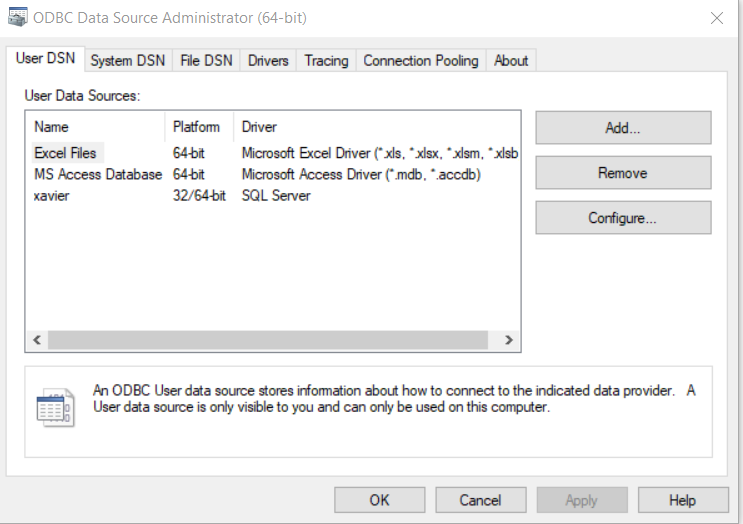 ODBC Data Source Administrator (64-bit)
User DSN System DSN File DSN Drivers Tracing Connection Pooling About
User Data Sources:
Name Platform Driver
Excel Files 64-bit Microsoft Excel Driver (*.xls, *.xlsx, *.xlsm, *.xlsb
MS Access Database 64-bit Microsoft Access Driver (*.mdb, *.accdb)
xavier 32/64-bit SQL Server
Add...
Remove
Configure...
An ODBC User data source stores information about how to connect to the indicated data provider. A
User data source is only visible to you and can only be used on this computer.
OK Cancel Apply Help